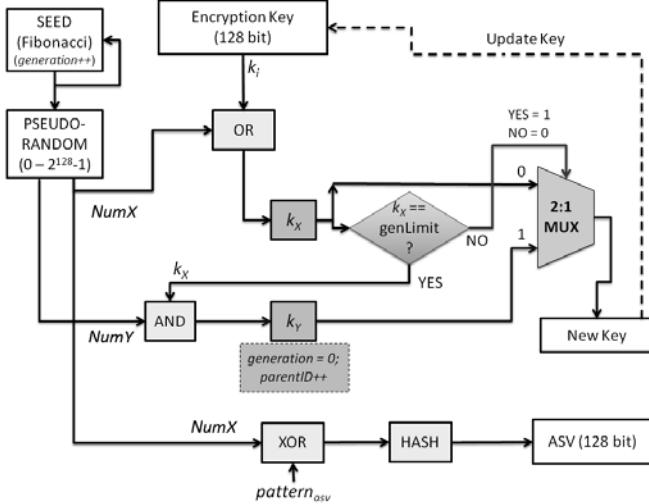 SEED
(Fibonacci)
(generation++)
Encryption Key
(128 bit)
Update Key
k_i
PSEUDO-
RANDOM
(0 – 2^128-1)
OR
YES = 1
NO = 0
NumX
0
k_X
k_X ==
genLimit
?
NO
2:1
MUX
1
k_X
YES
AND
k_Y
NumY
New Key
generation = 0;
parentID++
NumX
XOR
HASH
ASV (128 bit)
pattern_asv